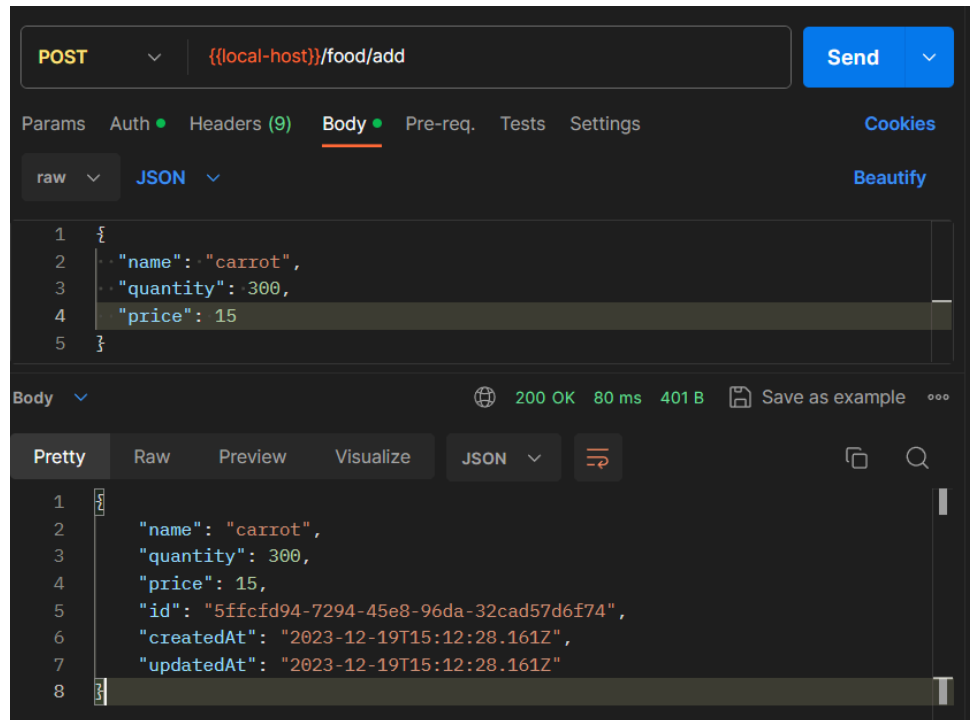 POST {{local-host}}/food/add Send
Params Auth Headers (9) Body Pre-req. Tests Settings Cookies
raw JSON Beautify
1 {
2 "name": "carrot",
3 "quantity": 300,
4 "price": 15
5 }
Body 200 OK 80 ms 401 B Save as example
Pretty Raw Preview Visualize JSON
1 {
2 "name": "carrot",
3 "quantity": 300,
4 "price": 15,
5 "id": "5ffcfd94-7294-45e8-96da-32cad57d6f74",
6 "createdAt": "2023-12-19T15:12:28.161Z",
7 "updatedAt": "2023-12-19T15:12:28.161Z"
8 }